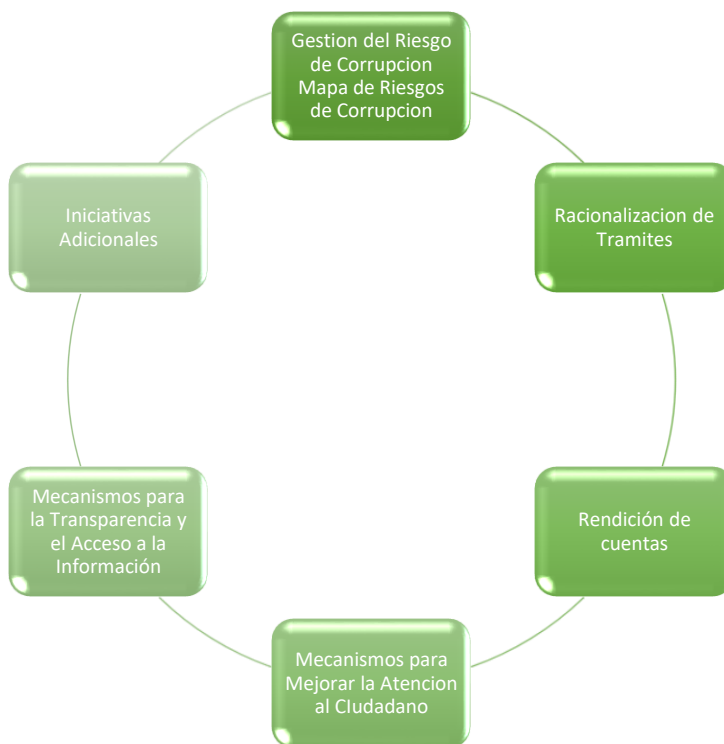 Gestion del Riesgo
de Corrupcion
Mapa de Riesgos
de Corrupcion
Racionalizacion de
Tramites
Rendición de
cuentas
Mecanismos para
Mejorar la Atencion
al CIudadano
Mecanismos para
la Transparencia y
el Acceso a la
Información
Iniciativas
Adicionales